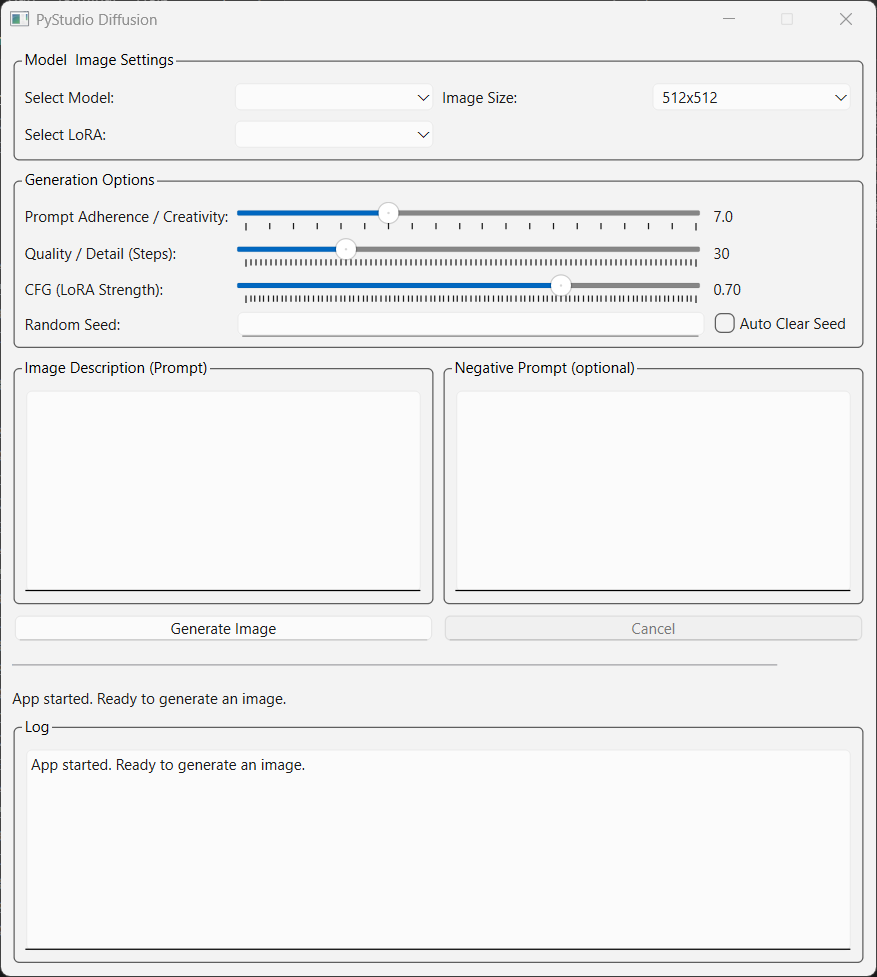 PyStudio Diffusion
Model  Image Settings
Select Model:
Image Size:
512x512
Select LoRA:
Generation Options
Prompt Adherence / Creativity:
7.0
Quality / Detail (Steps):
30
CFG (LoRA Strength):
0.70
Random Seed:
Auto Clear Seed
Image Description (Prompt)
Negative Prompt (optional)
Generate Image
Cancel
App started. Ready to generate an image.
Log
App started. Ready to generate an image.